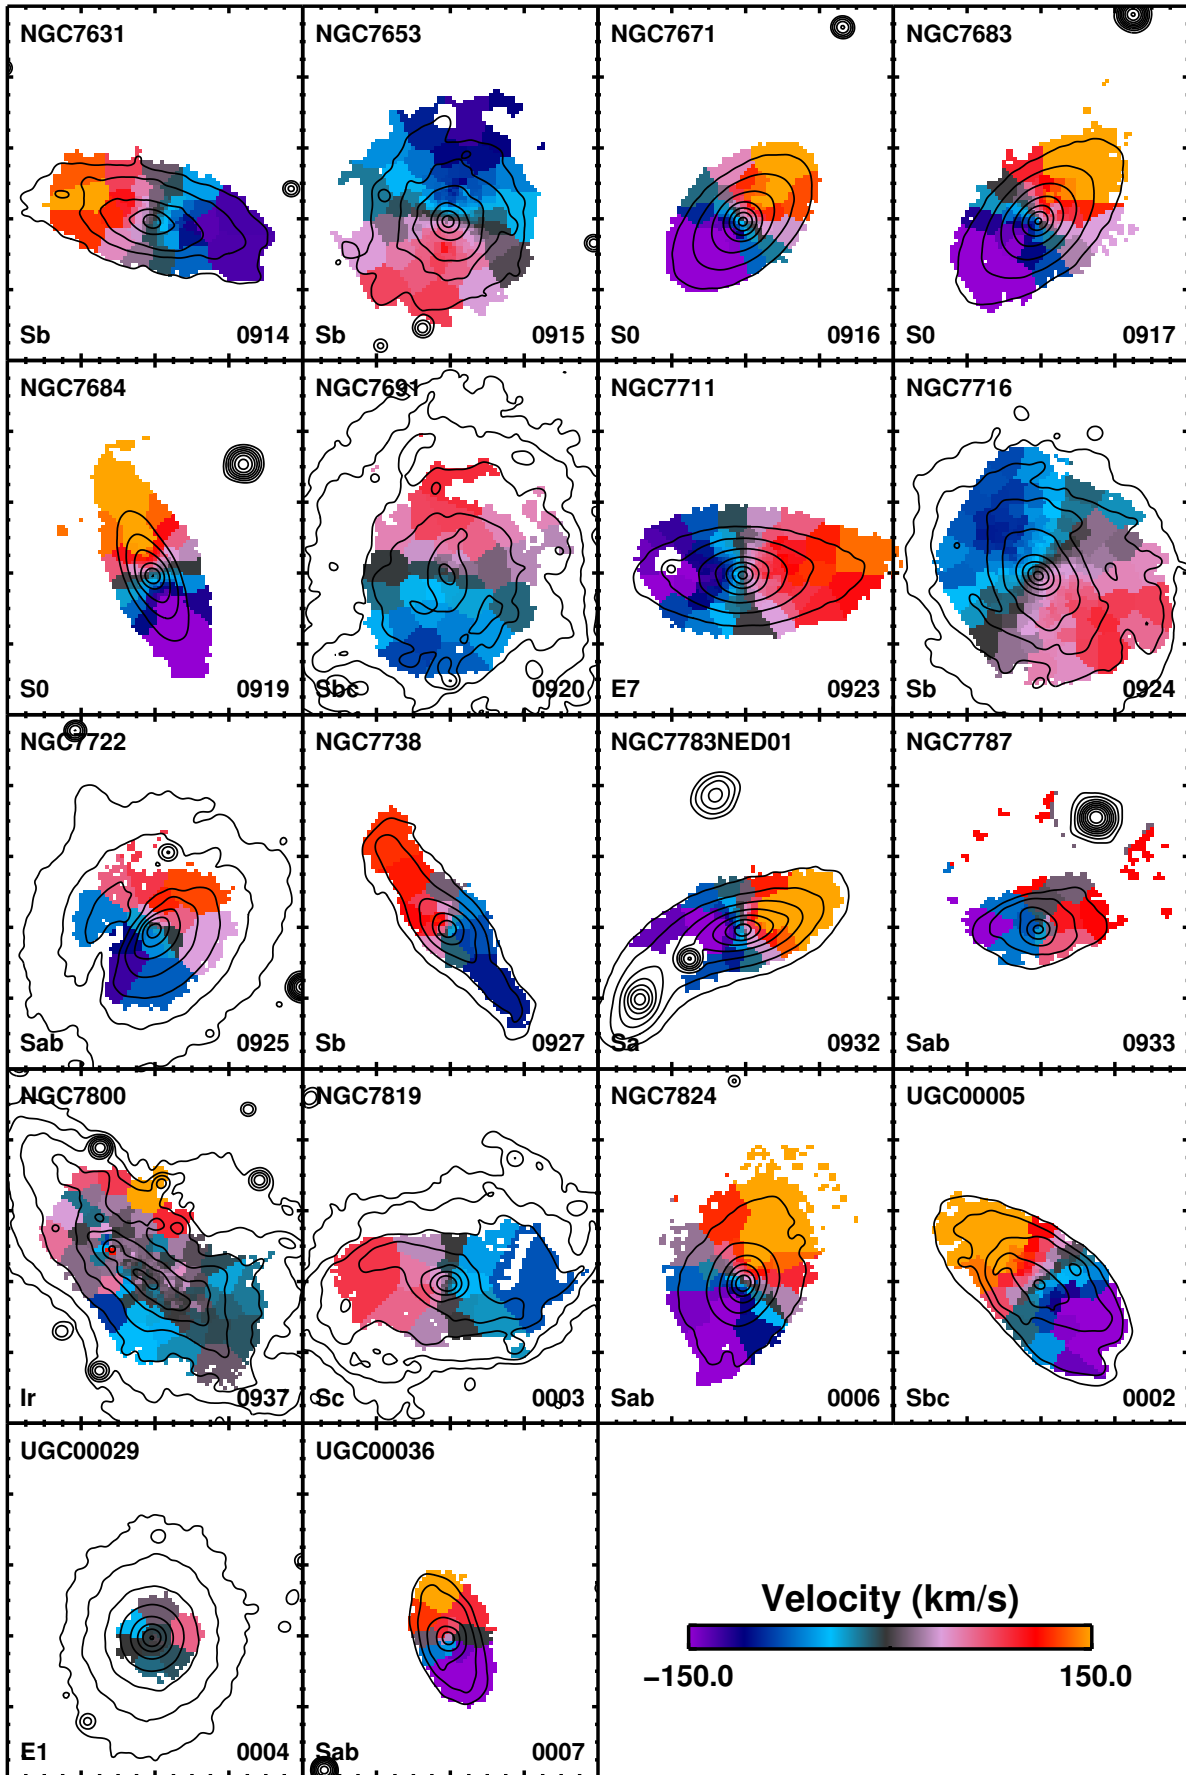 NGC7631 NGC7653 NGC7671 NGC7683
Sb 0914 Sb 0915 S0 0916 S0 0917
NGC7684 NGC7691 NGC7711 NGC7716
S0 0919 Sbc 0920 E7 0923 Sb 0924
NGC7722 NGC7738 NGC7783NED01 NGC7787
Sab 0925 Sb 0927 Sa 0932 Sab 0933
NGC7800 NGC7819 NGC7824 UGC00005
Ir 0937 Sc 0003 Sab 0006 Sbc 0002
UGC00029 UGC00036
Velocity (km/s)
−150.0 150.0
E1 0004 Sab 0007